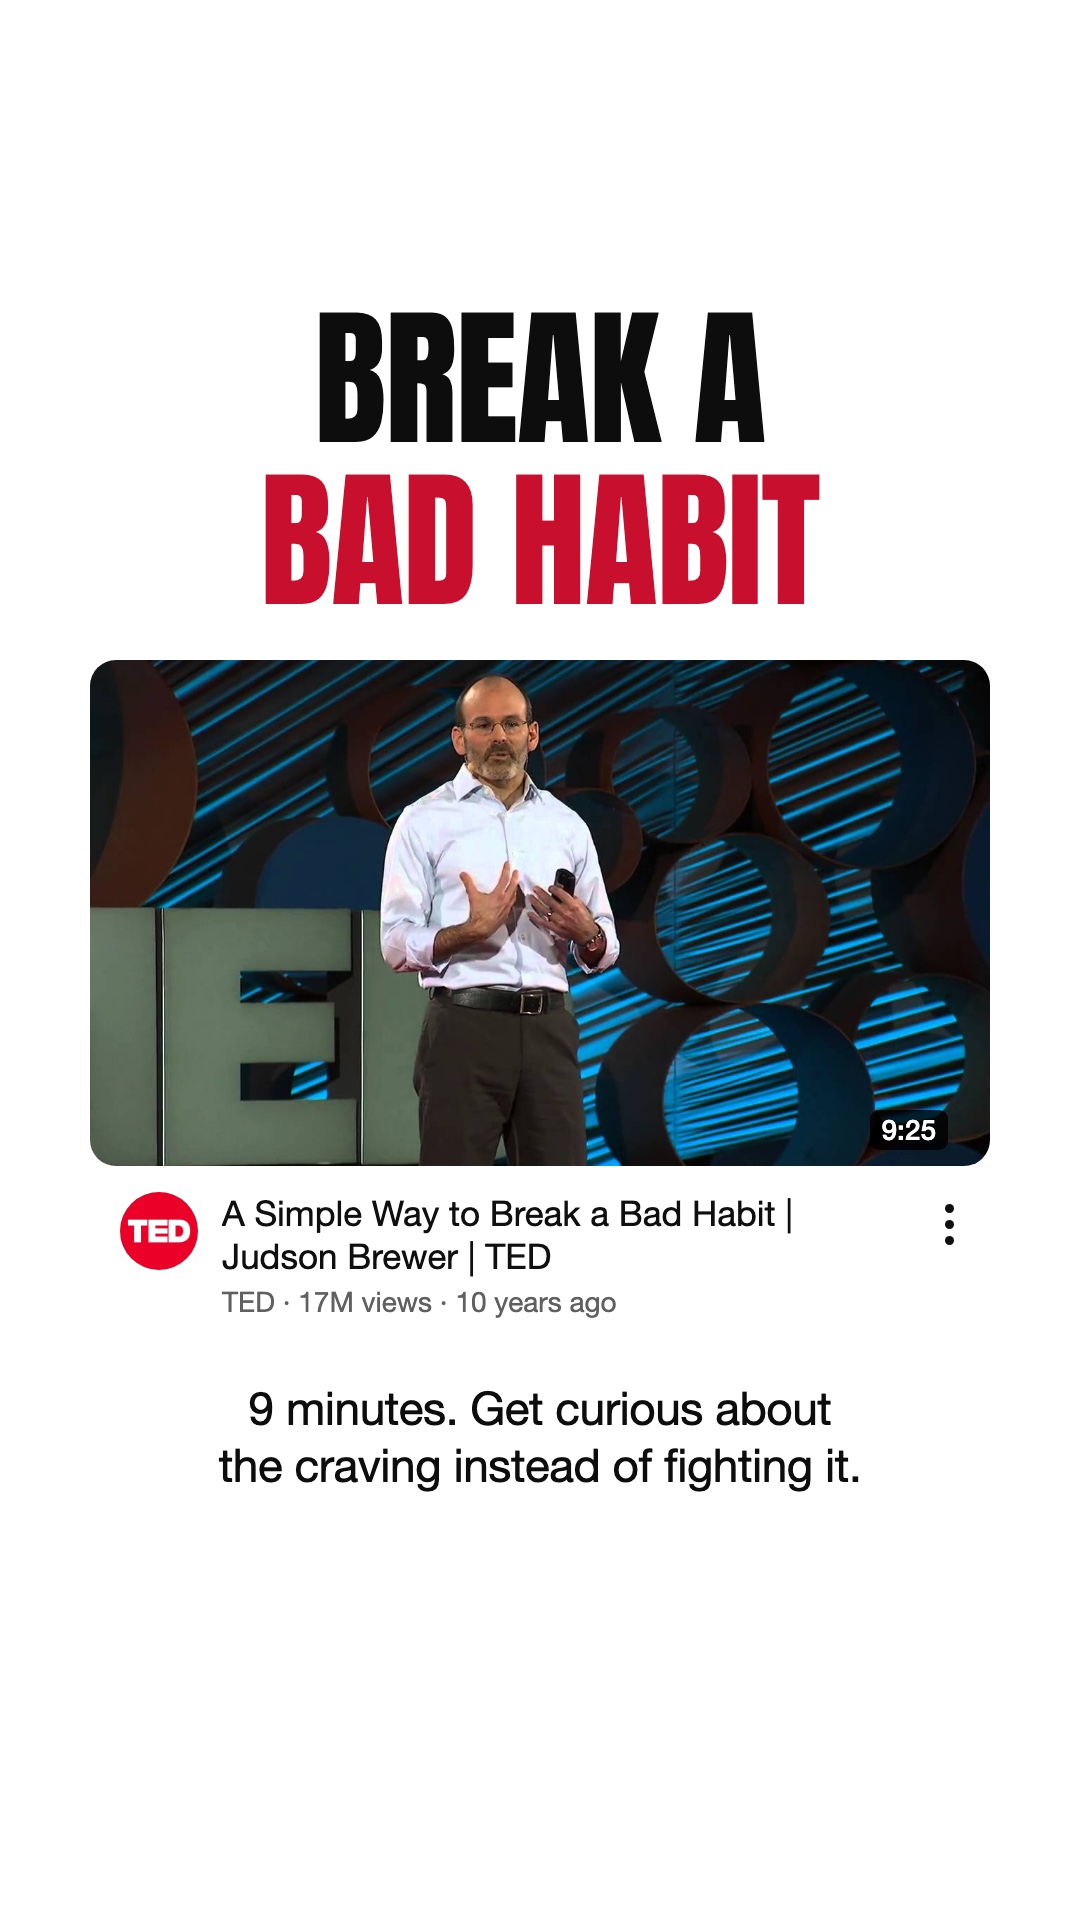 BREAK A
BAD HABIT
9:25
TED
A Simple Way to Break a Bad Habit |
Judson Brewer | TED
TED · 17M views · 10 years ago
9 minutes. Get curious about
the craving instead of fighting it.